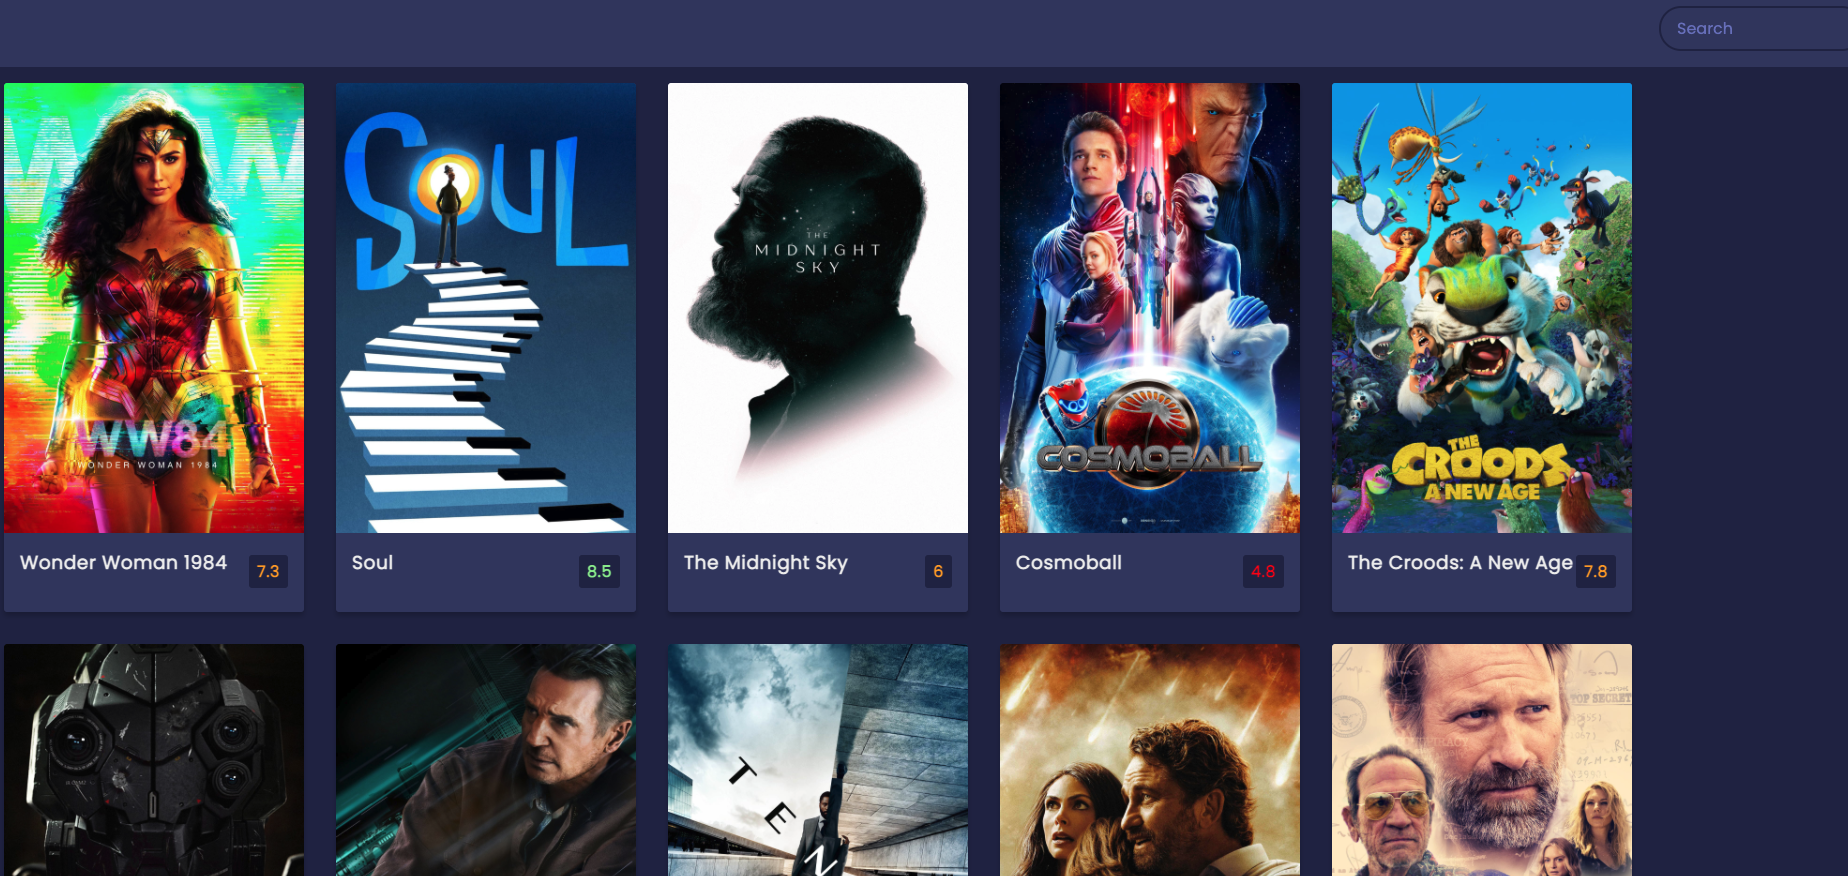 Search
WW
SOUL
THE
MIDNIGHT
SKY
COSMOBALL
THE
CROODS
A NEW AGE
WW84
WONDER WOMAN 1984
Wonder Woman 1984
7.3
Soul
8.5
The Midnight Sky
6
Cosmoball
4.8
The Croods: A New Age
7.8
T
E
N
TOP SECRET